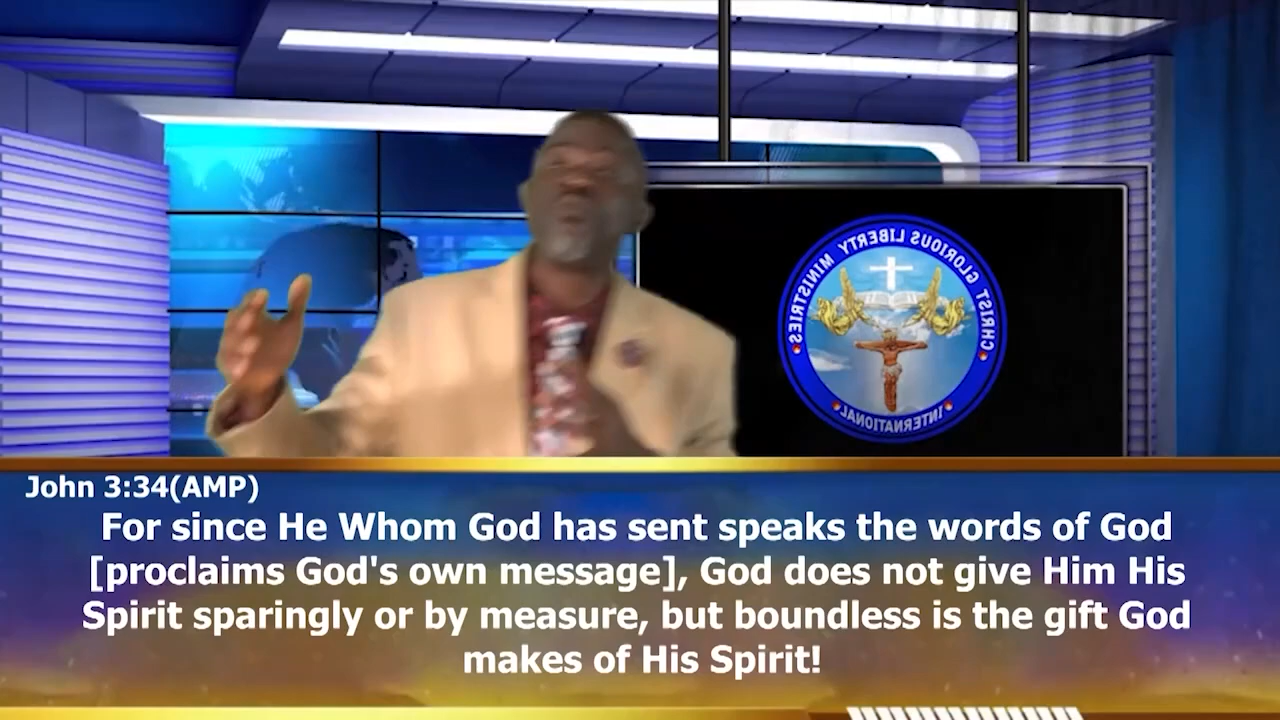 CHRIST GLORIOUS LIBERTY MINISTRIES
INTERNATIONAL
John 3:34(AMP)
For since He Whom God has sent speaks the words of God
[proclaims God's own message], God does not give Him His
Spirit sparingly or by measure, but boundless is the gift God
makes of His Spirit!